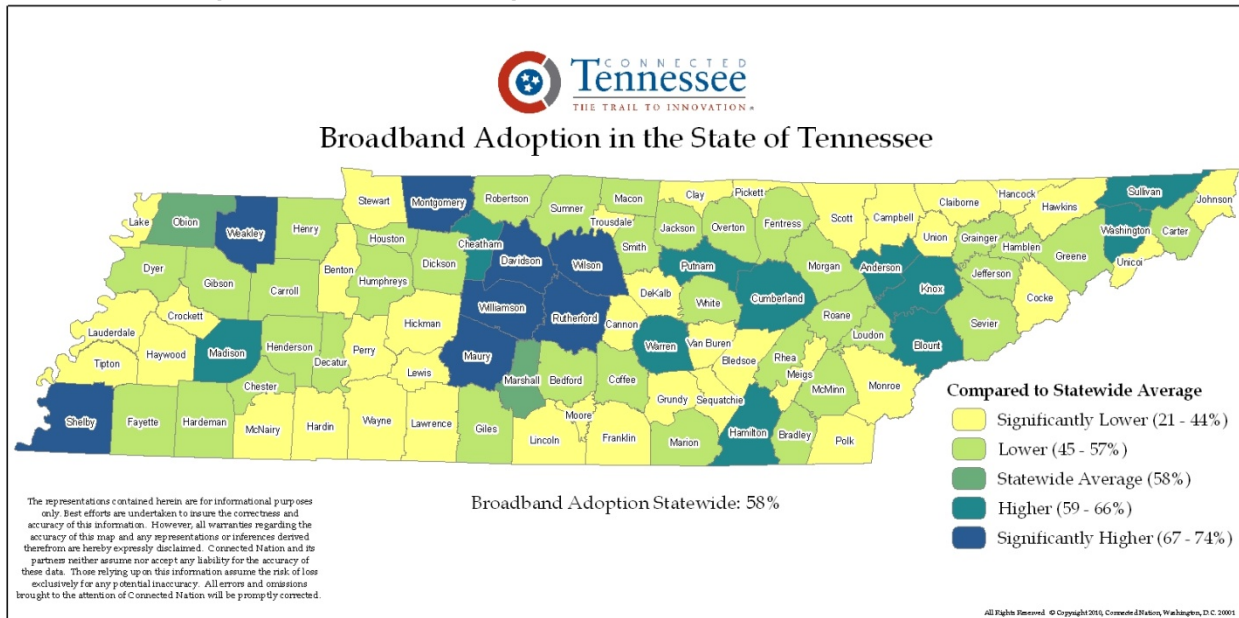 CONNECTED
Tennessee
THE TRAIL TO INNOVATION
Broadband Adoption in the State of Tennessee
Lake
Obion
Weakley
Henry
Stewart
Montgomery
Robertson
Sumner
Macon
Trousdale
Clay
Pickett
Jackson
Overton
Fentress
Scott
Campbell
Claiborne
Union
Hancock
Hawkins
Grainger
Hamblen
Sullivan
Washington
Johnson
Carter
Unicoi
Greene
Dyer
Gibson
Carroll
Benton
Houston
Humphreys
Dickson
Cheatham
Davidson
Wilson
Smith
Putnam
DeKalb
White
Cumberland
Morgan
Anderson
Knox
Jefferson
Cocke
Sevier
Lauderdale
Crockett
Haywood
Tipton
Madison
Henderson
Decatur
Chester
Perry
Hickman
Lewis
Williamson
Maury
Rutherford
Cannon
Warren
Van Buren
Bledsoe
Rhea
Meigs
Roane
Loudon
Blount
McMinn
Monroe
Shelby
Fayette
Hardeman
McNairy
Hardin
Wayne
Lawrence
Giles
Marshall
Bedford
Moore
Lincoln
Coffee
Franklin
Grundy
Sequatchie
Marion
Hamilton
Bradley
Polk
Compared to Statewide Average
Significantly Lower (21 - 44%)
Lower (45 - 57%)
Statewide Average (58%)
Higher (59 - 66%)
Significantly Higher (67 - 74%)
Broadband Adoption Statewide: 58%
The representations contained herein are for informational purposes
only. Best efforts are undertaken to insure the correctness and
accuracy of this information. However, all warranties regarding the
accuracy of this map and any representations or inferences derived
therefrom are hereby expressly disclaimed. Connected Nation and its
partners neither assume nor accept any liability for the accuracy of
these data. Those relying upon this information assume the risk of loss
exclusively for any potential inaccuracy. All errors and omissions
brought to the attention of Connected Nation will be promptly corrected.
All Rights Reserved © Copyright 2010, Connected Nation, Washington, D.C. 20001